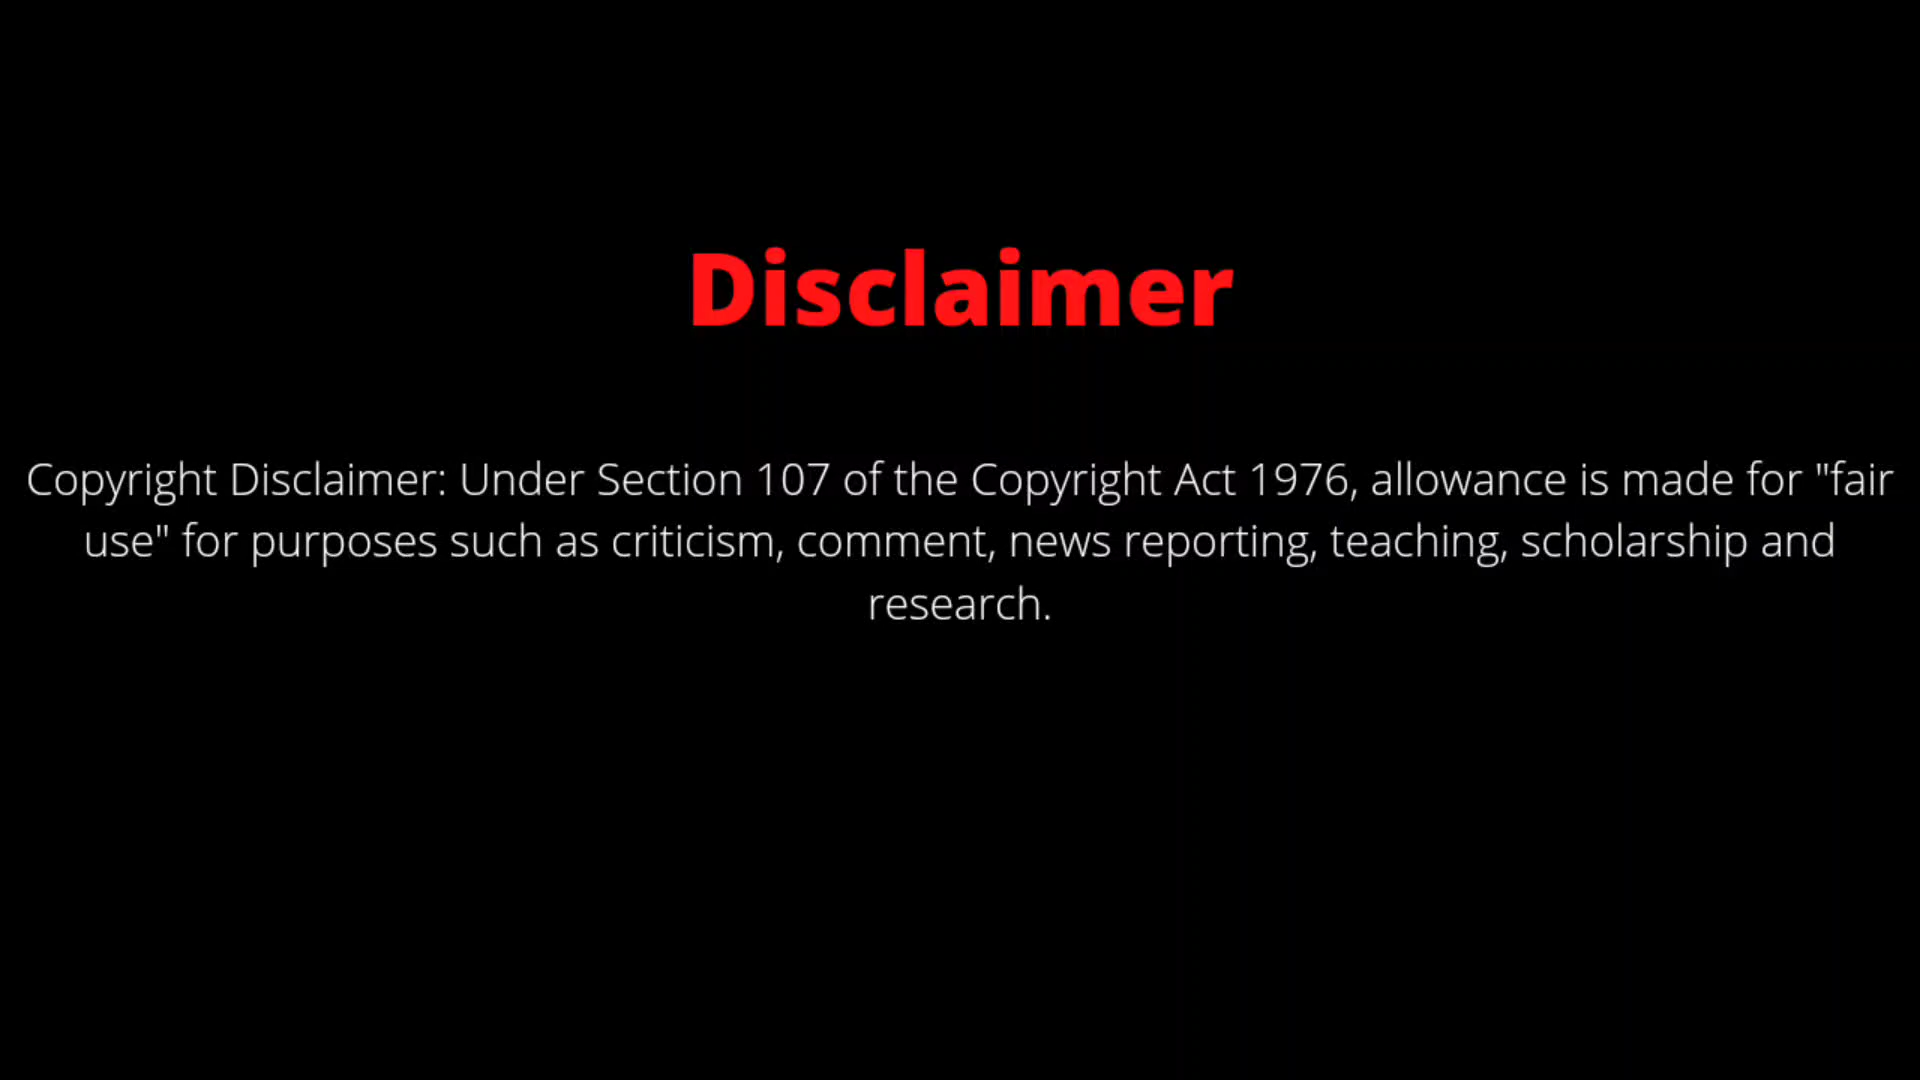 Disclaimer
Copyright Disclaimer: Under Section 107 of the Copyright Act 1976, allowance is made for "fair
use" for purposes such as criticism, comment, news reporting, teaching, scholarship and
research.